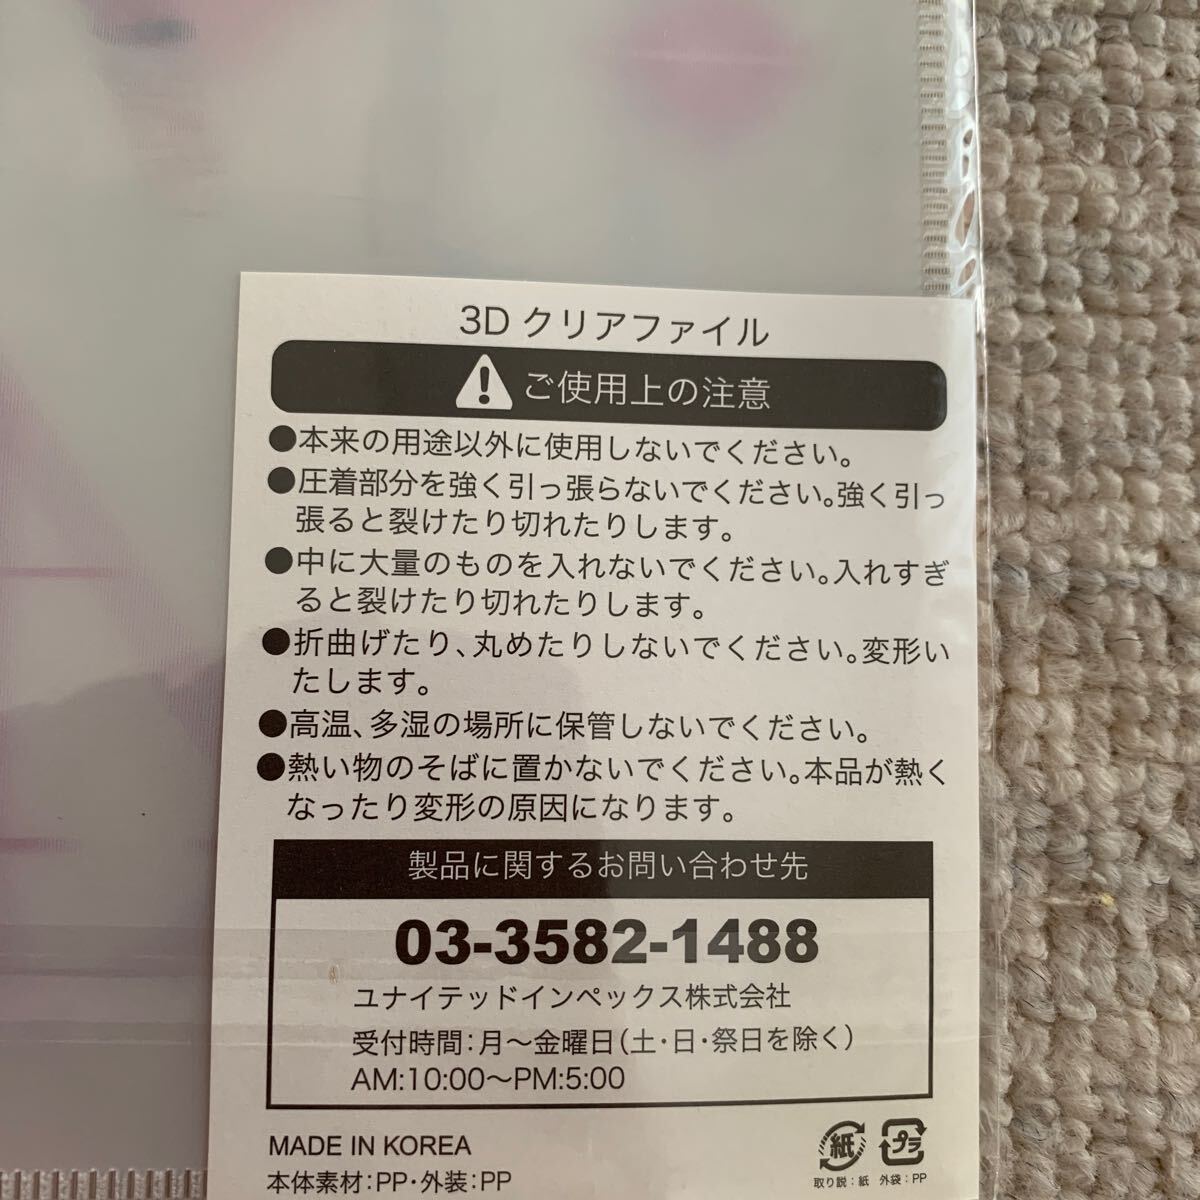 3D クリアファイル
ご使用上の注意
●本来の用途以外に使用しないでください。
●圧着部分を強く引っ張らないでください。強く引っ
張ると裂けたり切れたりします。
●中に大量のものを入れないでください。入れすぎ
ると裂けたり切れたりします。
●折曲げたり、丸めたりしないでください。変形い
たします。
●高温、多湿の場所に保管しないでください。
●熱い物のそばに置かないでください。本品が熱く
なったり変形の原因になります。
製品に関するお問い合わせ先
03-3582-1488
ユナイテッドインペックス株式会社
受付時間：月〜金曜日（土・日・祭日を除く）
AM:10:00〜PM:5:00
MADE IN KOREA
本体素材：PP・外装：PP
紙
プラ
取り説：紙 外袋：PP